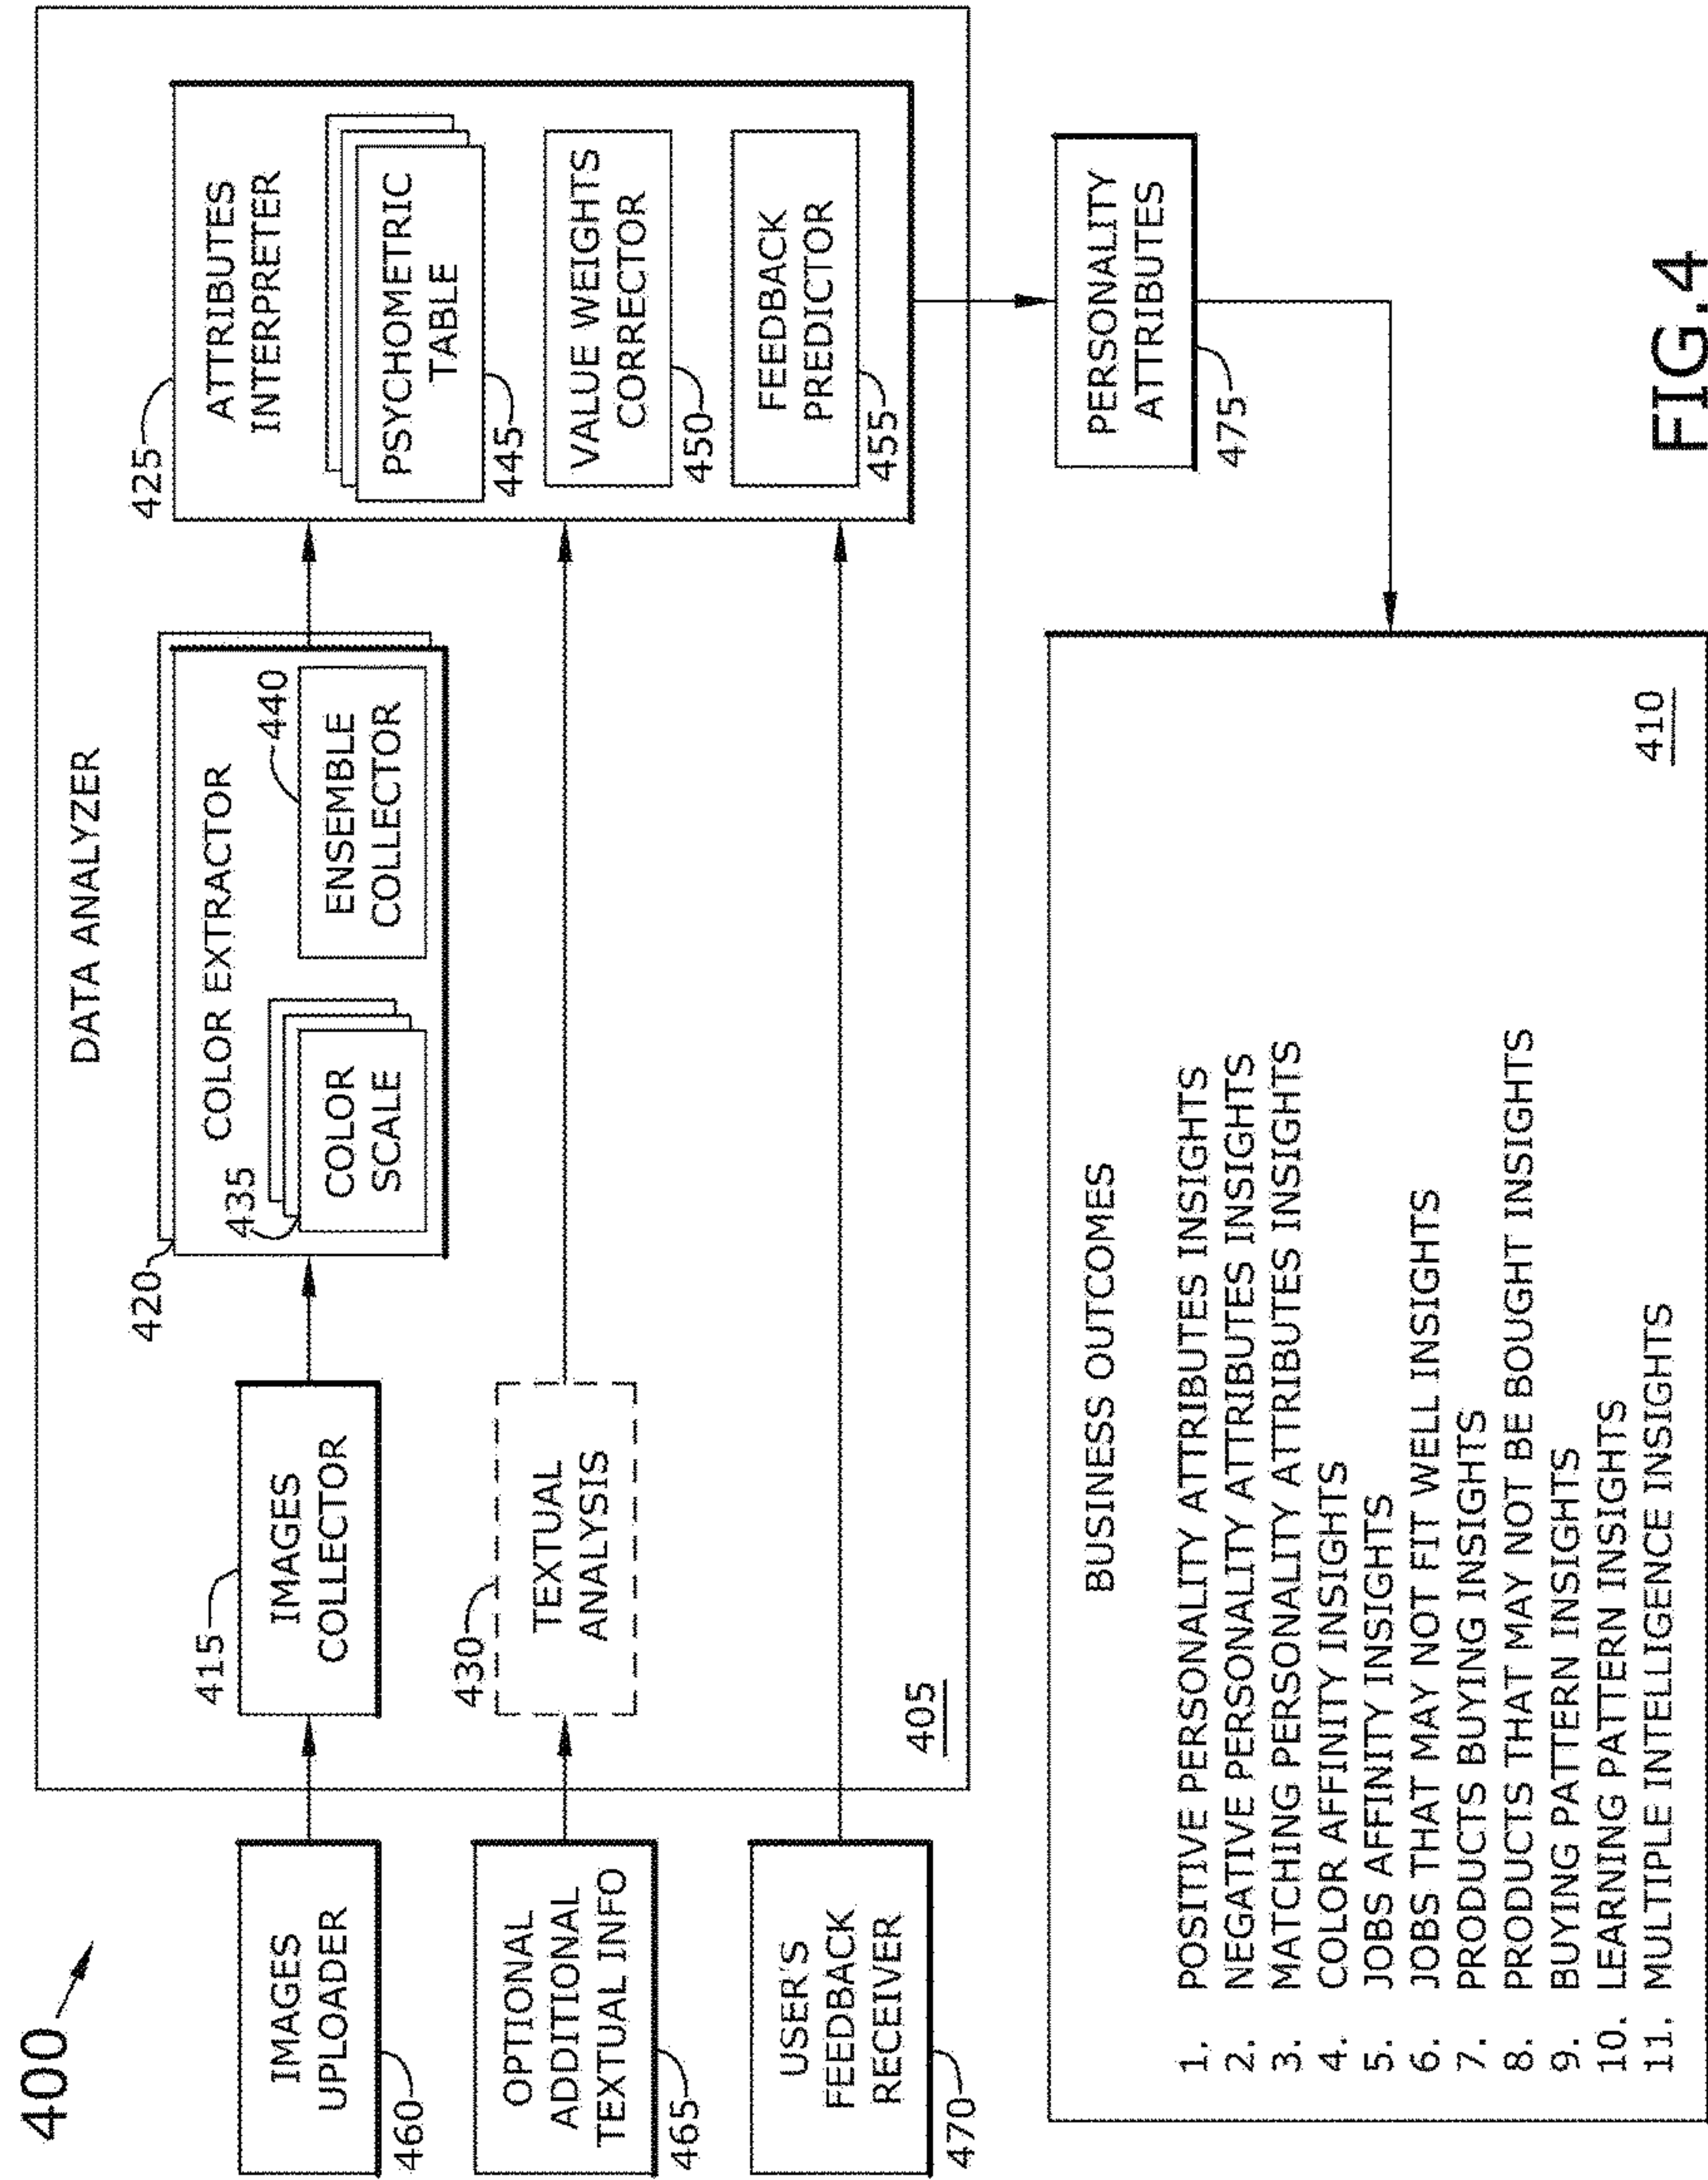 400
DATA ANALYZER
IMAGES
UPLOADER
460
OPTIONAL
ADDITIONAL
TEXTUAL INFO
465
USER'S
FEEDBACK
RECEIVER
470
415
IMAGES
COLLECTOR
430
TEXTUAL
ANALYSIS
405
420
COLOR EXTRACTOR
435
COLOR
SCALE
440
ENSEMBLE
COLLECTOR
425
ATTRIBUTES
INTERPRETER
PSYCHOMETRIC
TABLE
445
VALUE WEIGHTS
CORRECTOR
450
FEEDBACK
PREDICTOR
455
PERSONALITY
ATTRIBUTES
475
BUSINESS OUTCOMES
1. POSITIVE PERSONALITY ATTRIBUTES INSIGHTS
2. NEGATIVE PERSONALITY ATTRIBUTES INSIGHTS
3. MATCHING PERSONALITY ATTRIBUTES INSIGHTS
4. COLOR AFFINITY INSIGHTS
5. JOBS AFFINITY INSIGHTS
6. JOBS THAT MAY NOT FIT WELL INSIGHTS
7. PRODUCTS BUYING INSIGHTS
8. PRODUCTS THAT MAY NOT BE BOUGHT INSIGHTS
9. BUYING PATTERN INSIGHTS
10. LEARNING PATTERN INSIGHTS
11. MULTIPLE INTELLIGENCE INSIGHTS
410
FIG.4